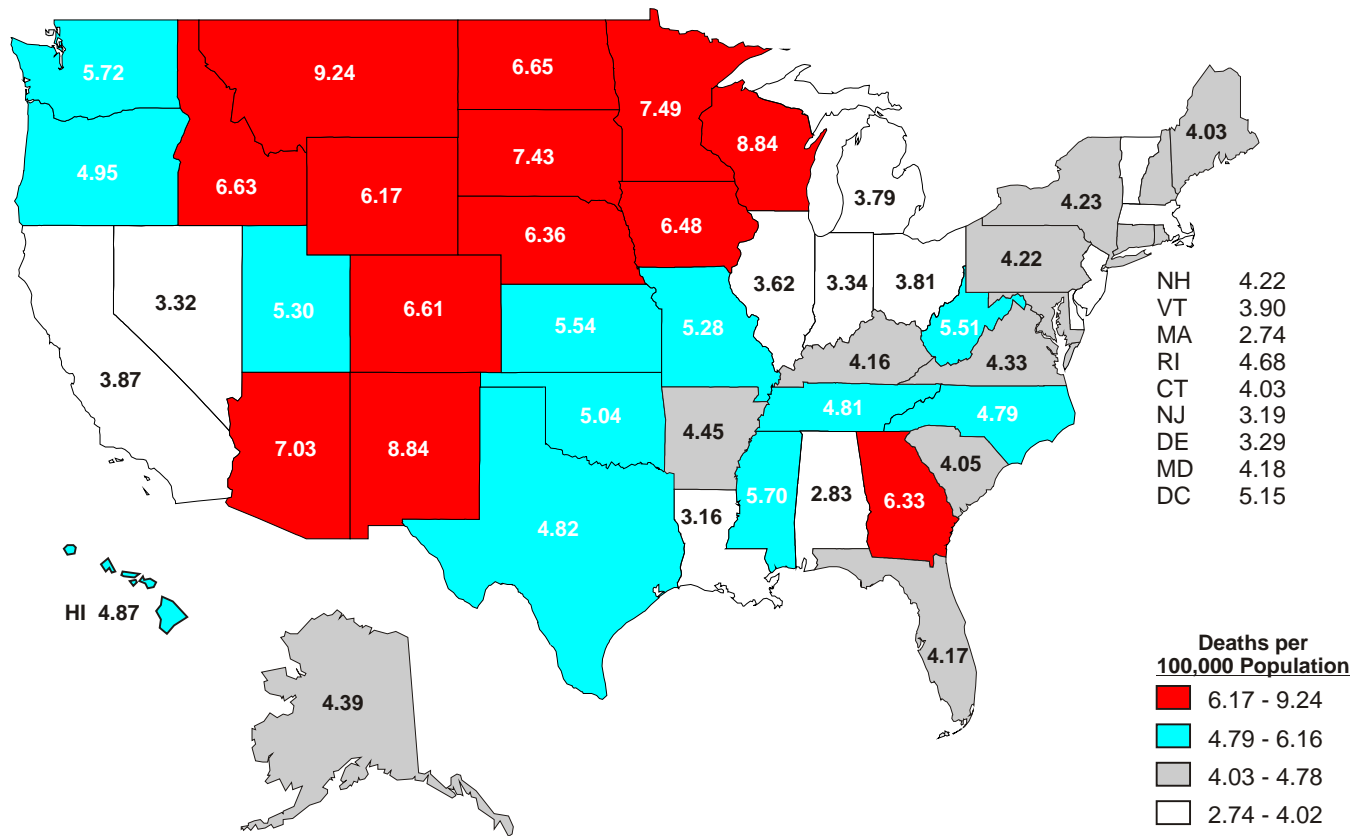 5.72
9.24
6.65
7.49
8.84
4.03
4.95
6.63
6.17
7.43
3.79
4.23
6.36
6.48
4.22
3.32
5.30
6.61
5.54
5.28
3.62
3.34
3.81
5.51
3.87
4.16
4.33
7.03
8.84
5.04
4.45
4.81
4.79
4.05
4.82
3.16
5.70
2.83
6.33
HI 4.87
4.39
4.17
NH 4.22
VT 3.90
MA 2.74
RI 4.68
CT 4.03
NJ 3.19
DE 3.29
MD 4.18
DC 5.15
Deaths per
100,000 Population
6.17 - 9.24
4.79 - 6.16
4.03 - 4.78
2.74 - 4.02